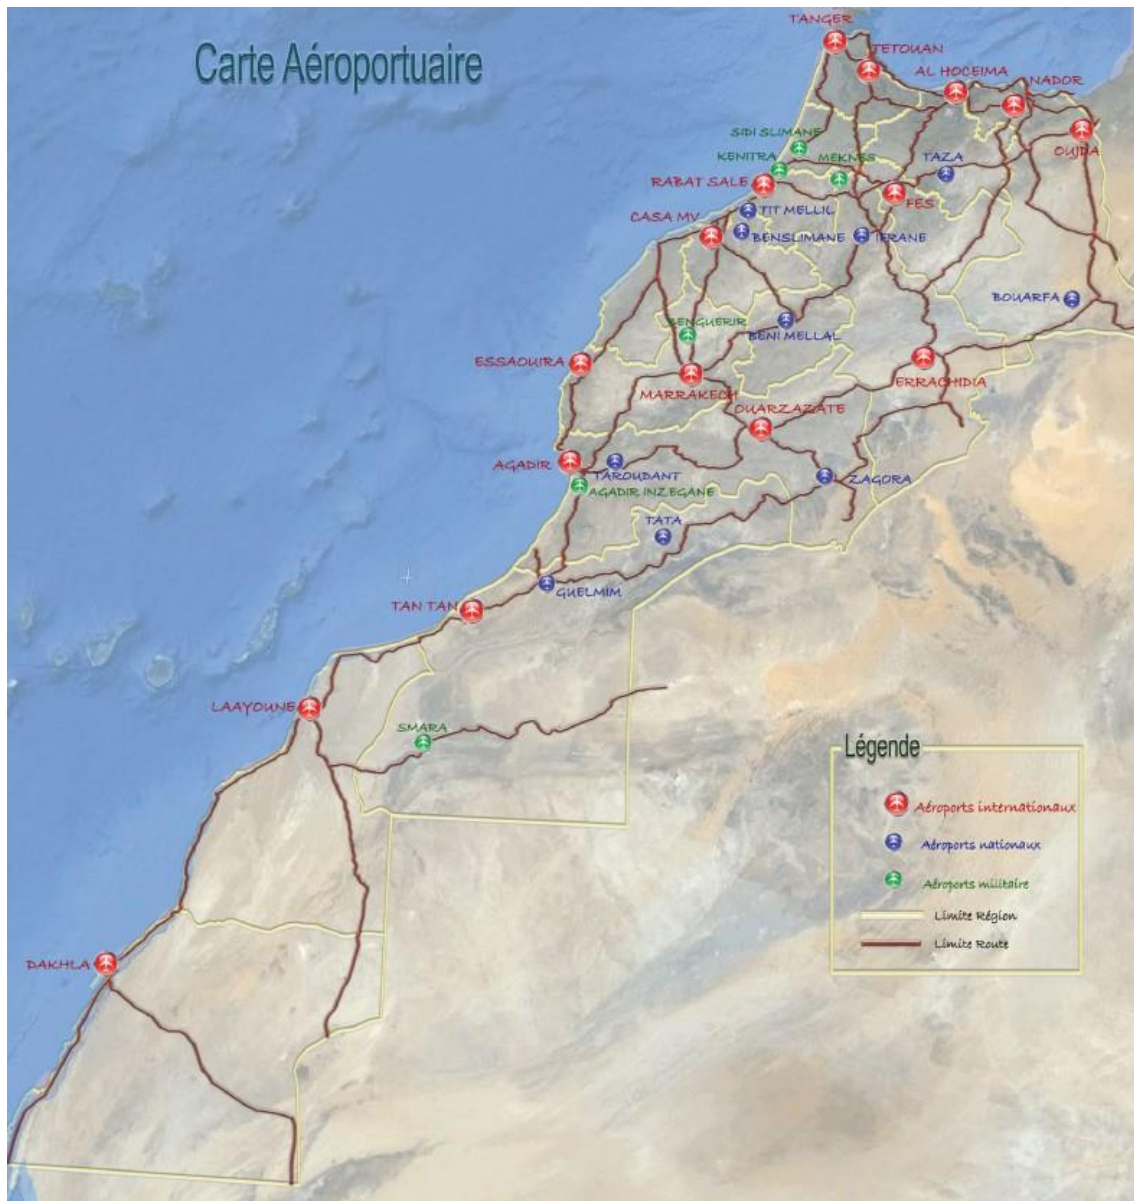 TANGER
Carte Aéroportuaire
TETOUAN
AL HOCEIMA
NADOR
SIDI SLIMANE
KENITRA
MEKNES
TAZA
OUJDA
RABAT SALE
FES
TIT MELLIL
CASA MV
BENSLIMANE
IFRANE
BOUARFA
BENGUERIR
BENI MELLAL
ESSAOUIRA
ERRACHIDIA
MARRAKECH
OUARZAZATE
AGADIR
TAROUDANT
ZAGORA
AGADIR INZEGANE
TATA
GUELMIM
TAN TAN
LAAYOUNE
SMARA
Légende
Aéroports internationaux
Aéroports nationaux
Aéroports militaire
Limite Région
Limite Route
DAKHLA